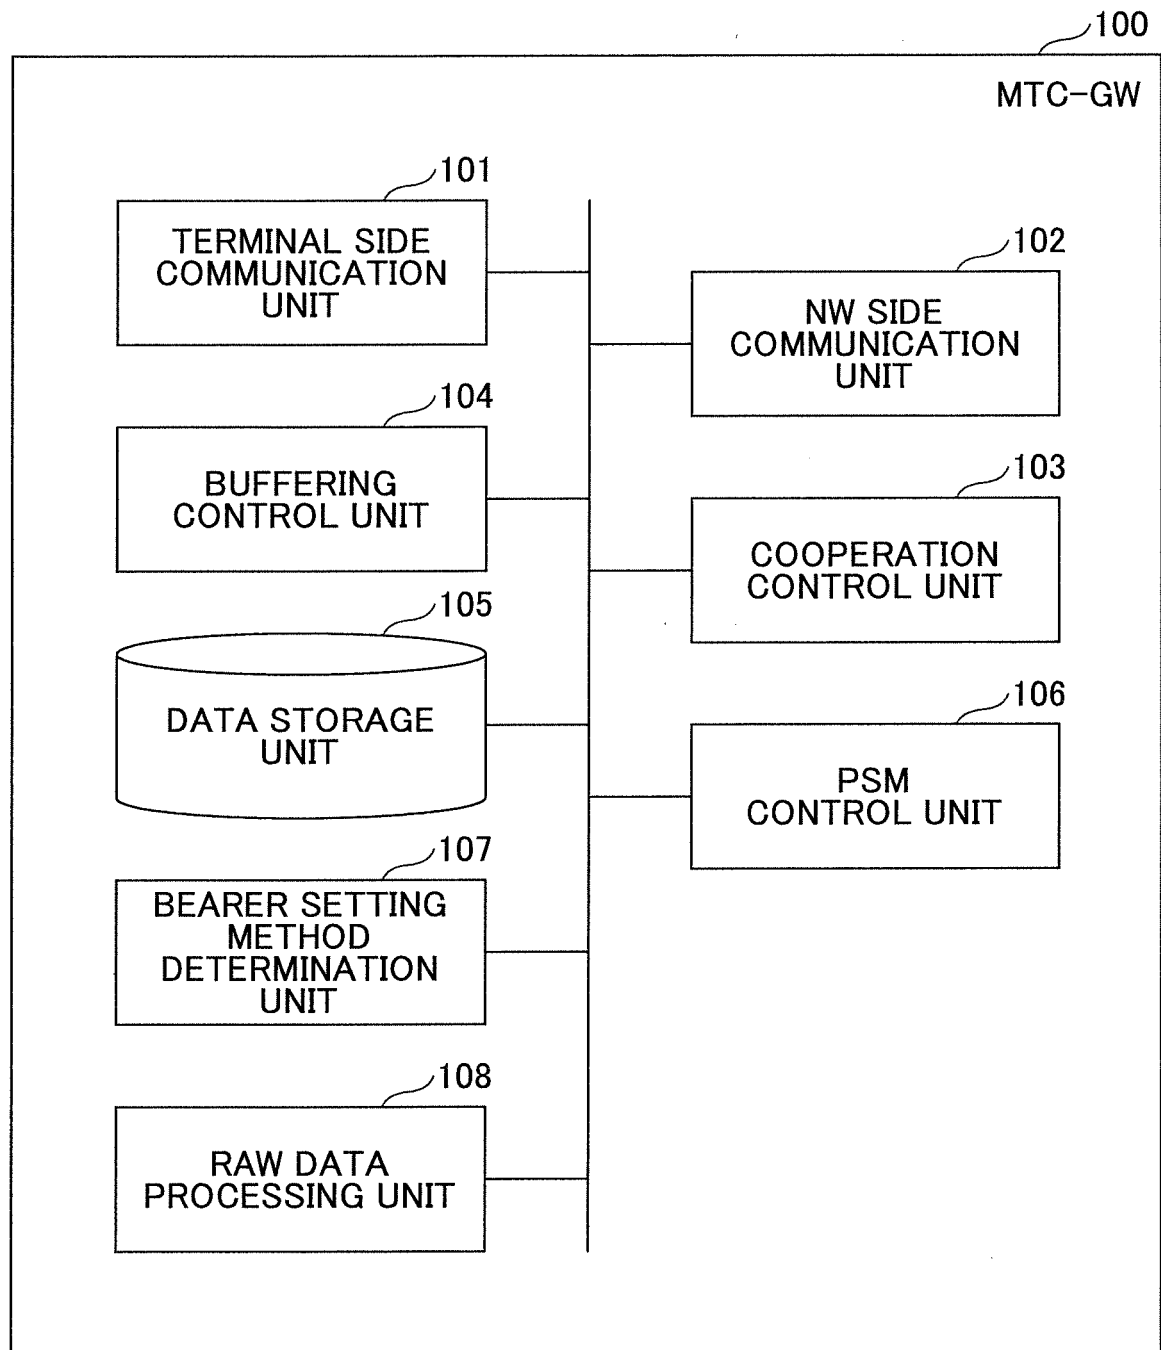 100
MTC-GW
101
TERMINAL SIDE
COMMUNICATION
UNIT
102
NW SIDE
COMMUNICATION
UNIT
104
BUFFERING
CONTROL UNIT
103
COOPERATION
CONTROL UNIT
105
DATA STORAGE
UNIT
106
PSM
CONTROL UNIT
107
BEARER SETTING
METHOD
DETERMINATION
UNIT
108
RAW DATA
PROCESSING UNIT